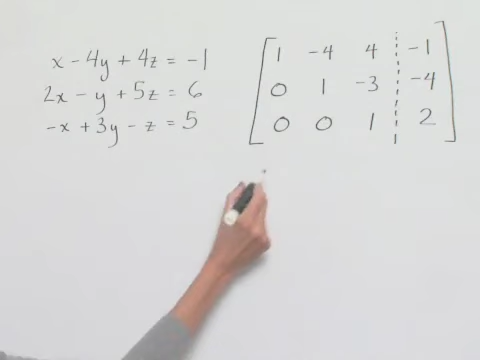 x - 4y + 4z = -1
2x - y + 5z = 6
-x + 3y - z = 5
1 -4 4 -1
0 1 -3 -4
0 0 1 2